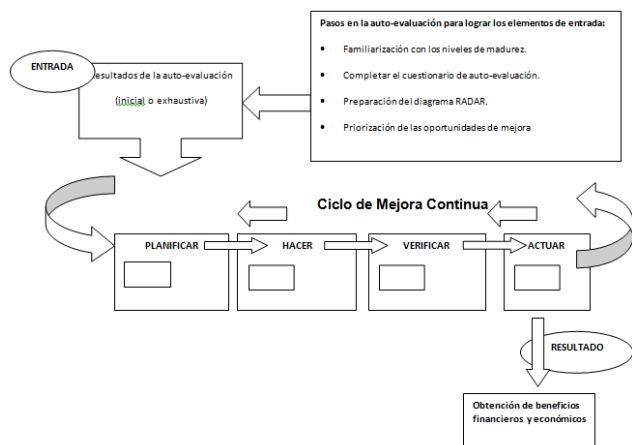 Pasos en la auto-evaluación para lograr los elementos de entrada:
• Familiarización con los niveles de madurez.
• Completar el cuestionario de auto-evaluación.
• Preparación del diagrama RADAR.
• Priorización de las oportunidades de mejora
ENTRADA
esultados de la auto-evaluación
(inicial o exhaustiva)
Ciclo de Mejora Continua
PLANIFICAR
HACER
VERIFICAR
ACTUAR
RESULTADO
Obtención de beneficios
financieros y económicos